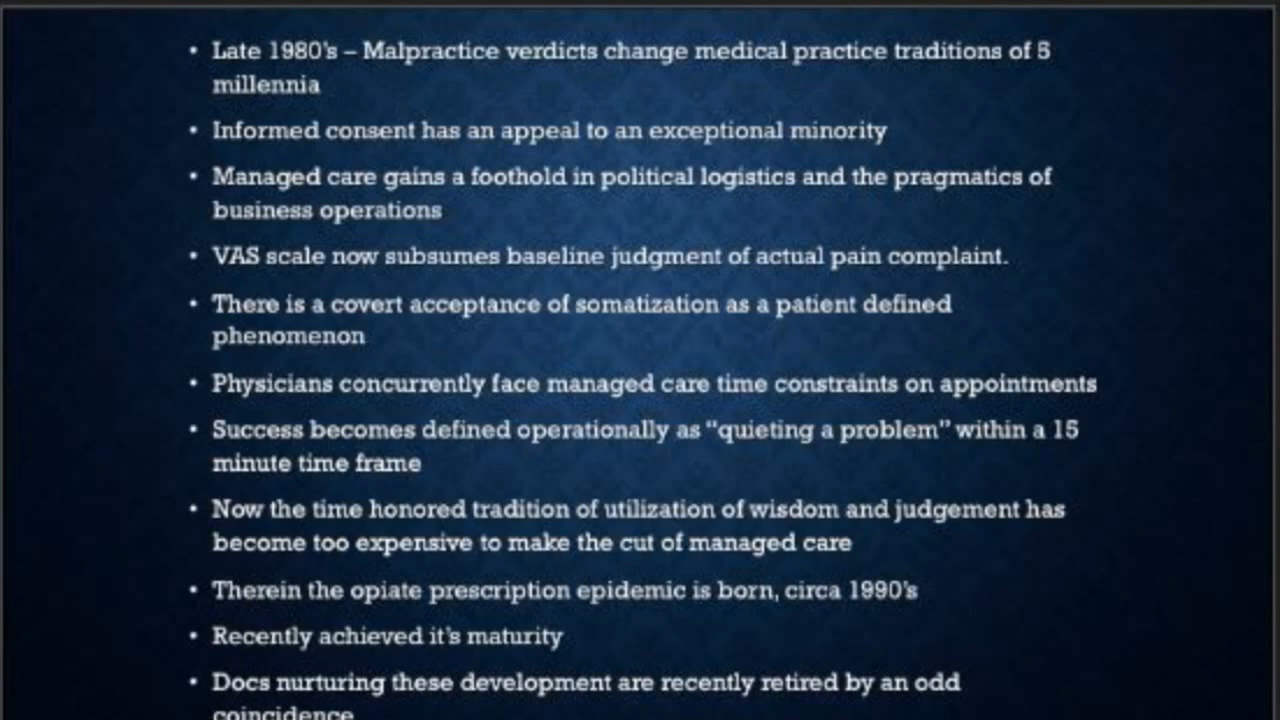 • Late 1980's – Malpractice verdicts change medical practice traditions of 5
millennia
• Informed consent has an appeal to an exceptional minority
• Managed care gains a foothold in political logistics and the pragmatics of
business operations
• VAS scale now subsumes baseline judgment of actual pain complaint.
• There is a covert acceptance of somatization as a patient defined
phenomenon
• Physicians concurrently face managed care time constraints on appointments
• Success becomes defined operationally as “quieting a problem” within a 15
minute time frame
• Now the time honored tradition of utilization of wisdom and judgement has
become too expensive to make the cut of managed care
• Therein the opiate prescription epidemic is born, circa 1990's
• Recently achieved it's maturity
• Docs nurturing these development are recently retired by an odd
coincidence